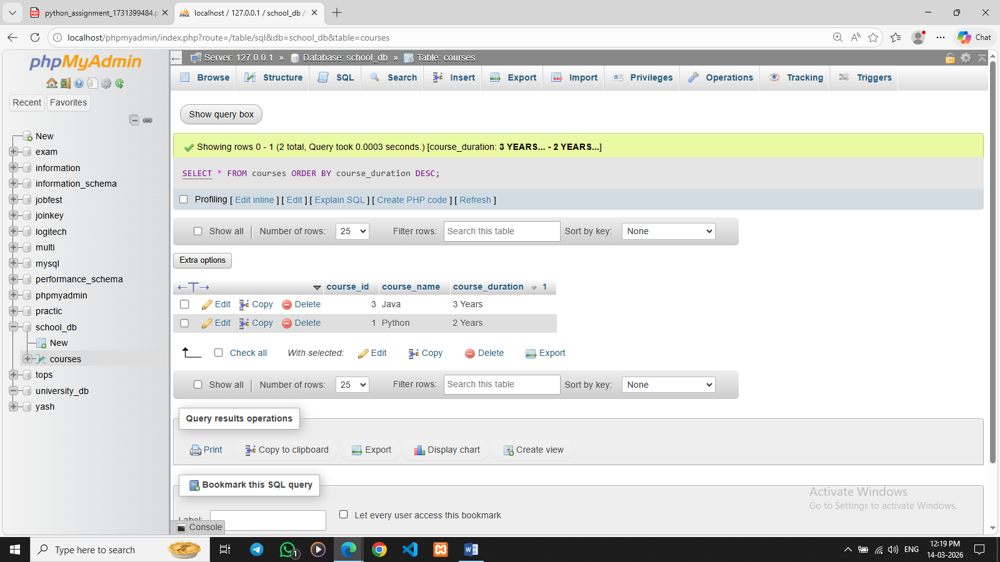 python_assignment_1731399484.p
localhost / 127.0.0.1 / school_db /
localhost/phpmyadmin/index.php?route=/table/sql&db=school_db&table=courses
Chat
phpMyAdmin
Server: 127.0.0.1 » Database: school_db » Table: courses
Browse Structure SQL Search Insert Export Import Privileges Operations Tracking Triggers
Recent Favorites
New
exam
information
information_schema
jobfest
joinkey
logitech
multi
mysql
performance_schema
phpmyadmin
practic
school_db
New
courses
tops
university_db
yash
Show query box
Showing rows 0 - 1 (2 total, Query took 0.0003 seconds.) [course_duration: 3 YEARS... - 2 YEARS...]
SELECT * FROM courses ORDER BY course_duration DESC;
Profiling [ Edit inline ] [ Edit ] [ Explain SQL ] [ Create PHP code ] [ Refresh ]
Show all Number of rows: 25 Filter rows: Search this table Sort by key: None
Extra options
course_id course_name course_duration 1
Edit Copy Delete 3 Java 3 Years
Edit Copy Delete 1 Python 2 Years
Check all With selected: Edit Copy Delete Export
Show all Number of rows: 25 Filter rows: Search this table Sort by key: None
Query results operations
Print Copy to clipboard Export Display chart Create view
Bookmark this SQL query
Label: Let every user access this bookmark
Console
Activate Windows
Go to Settings to activate Windows.
Type here to search
1
ENG
12:19 PM
14-03-2026